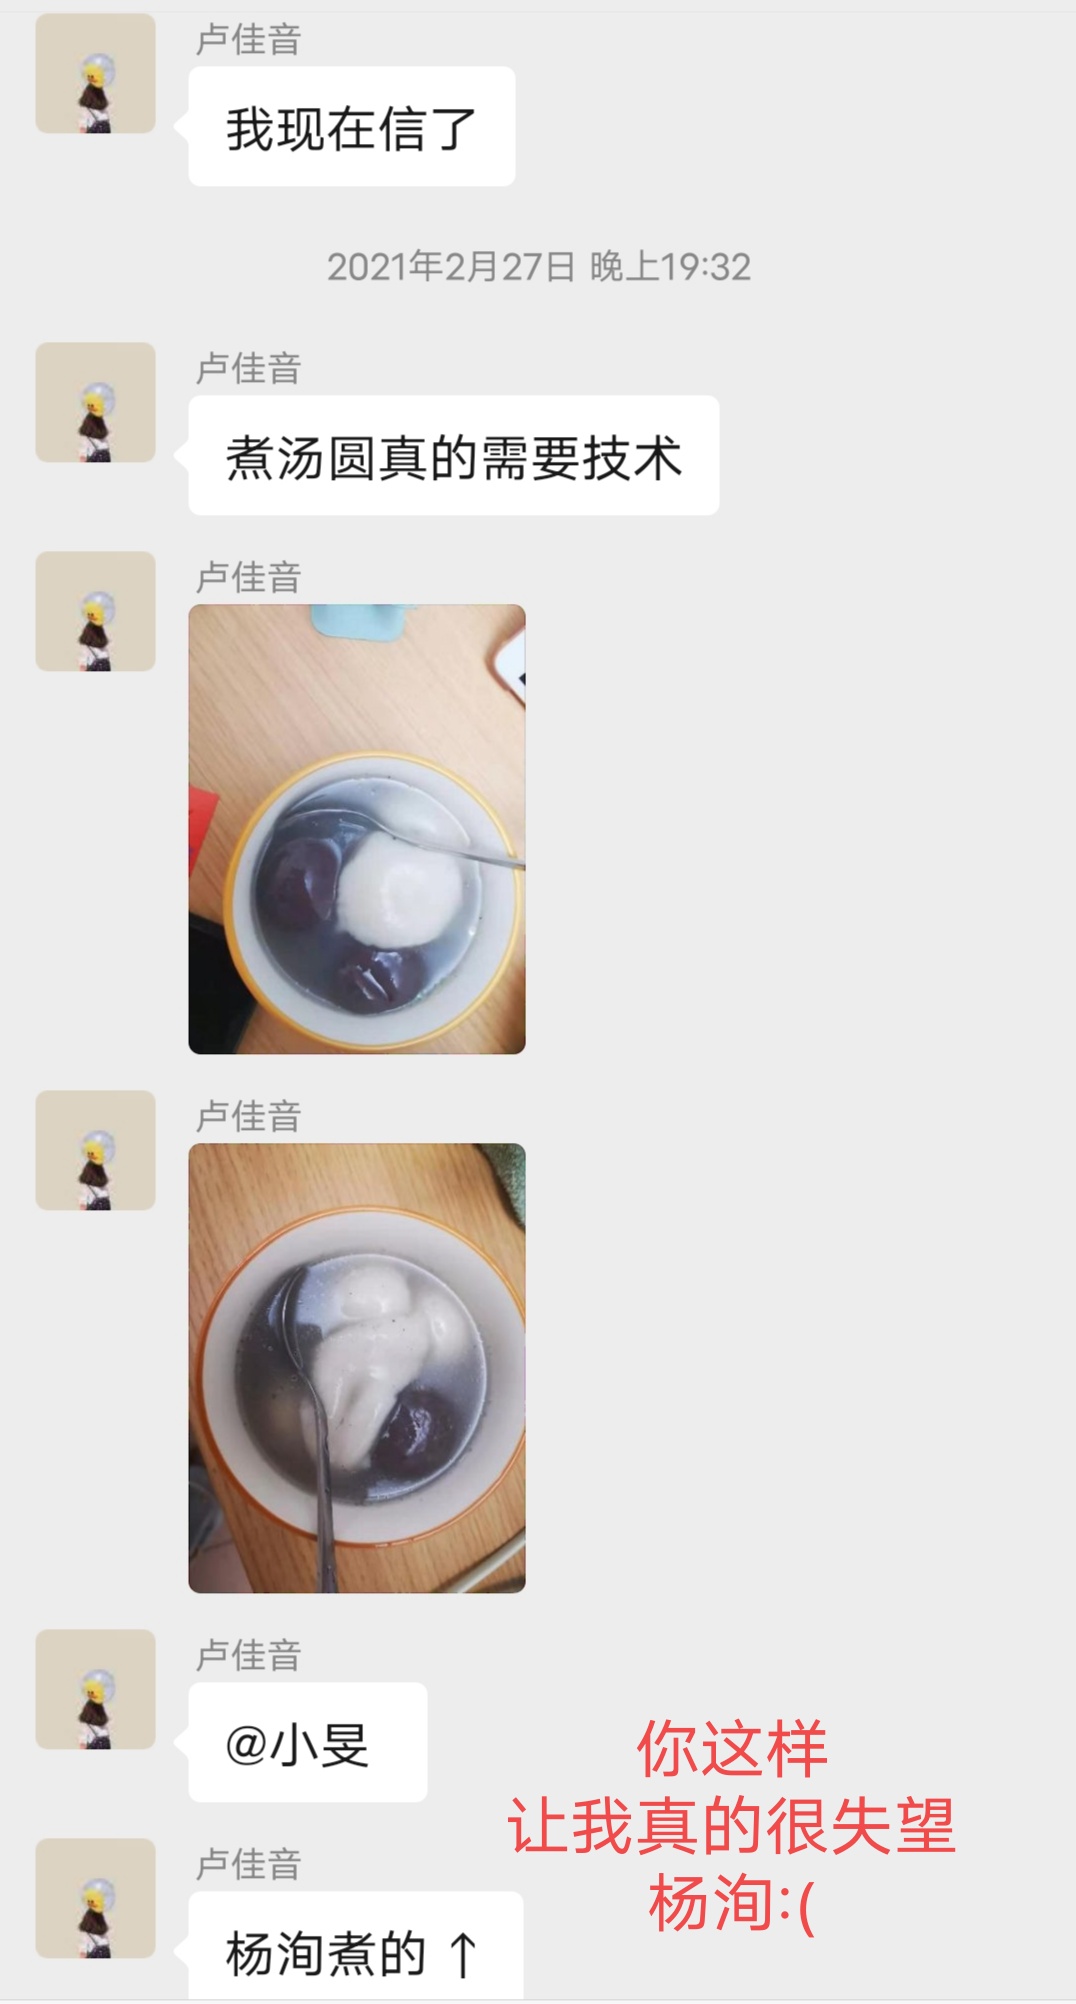 卢佳音
我现在信了
2021年2月27日 晚上19:32
卢佳音
煮汤圆真的需要技术
卢佳音
卢佳音
卢佳音
@小旻
卢佳音
杨洵煮的 ↑
你这样
让我真的很失望
杨洵:(